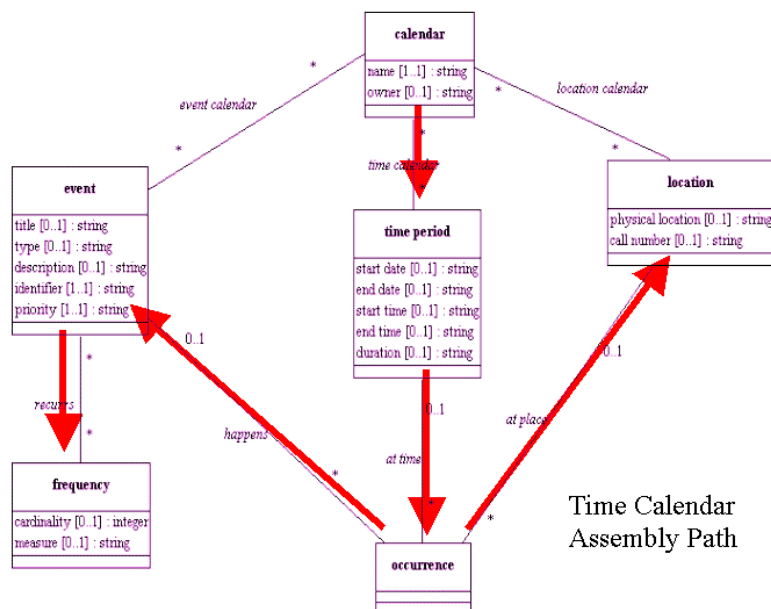 calendar
name [1..1] : string
owner [0..1] : string
*
*
event calendar
location calendar
*
*
*
time calendar
*
event
title [0..1] : string
type [0..1] : string
description [0..1] : string
identifier [1..1] : string
priority [1..1] : string
time period
start date [0..1] : string
end date [0..1] : string
start time [0..1] : string
end time [0..1] : string
duration [0..1] : string
location
physical location [0..1] : string
call number [0..1] : string
0..1
0..1
*
recurrs
0..1
*
happens
at time
at place
*
*
*
frequency
cardinality [0..1] : integer
measure [0..1] : string
occurrence
Time Calendar
Assembly Path